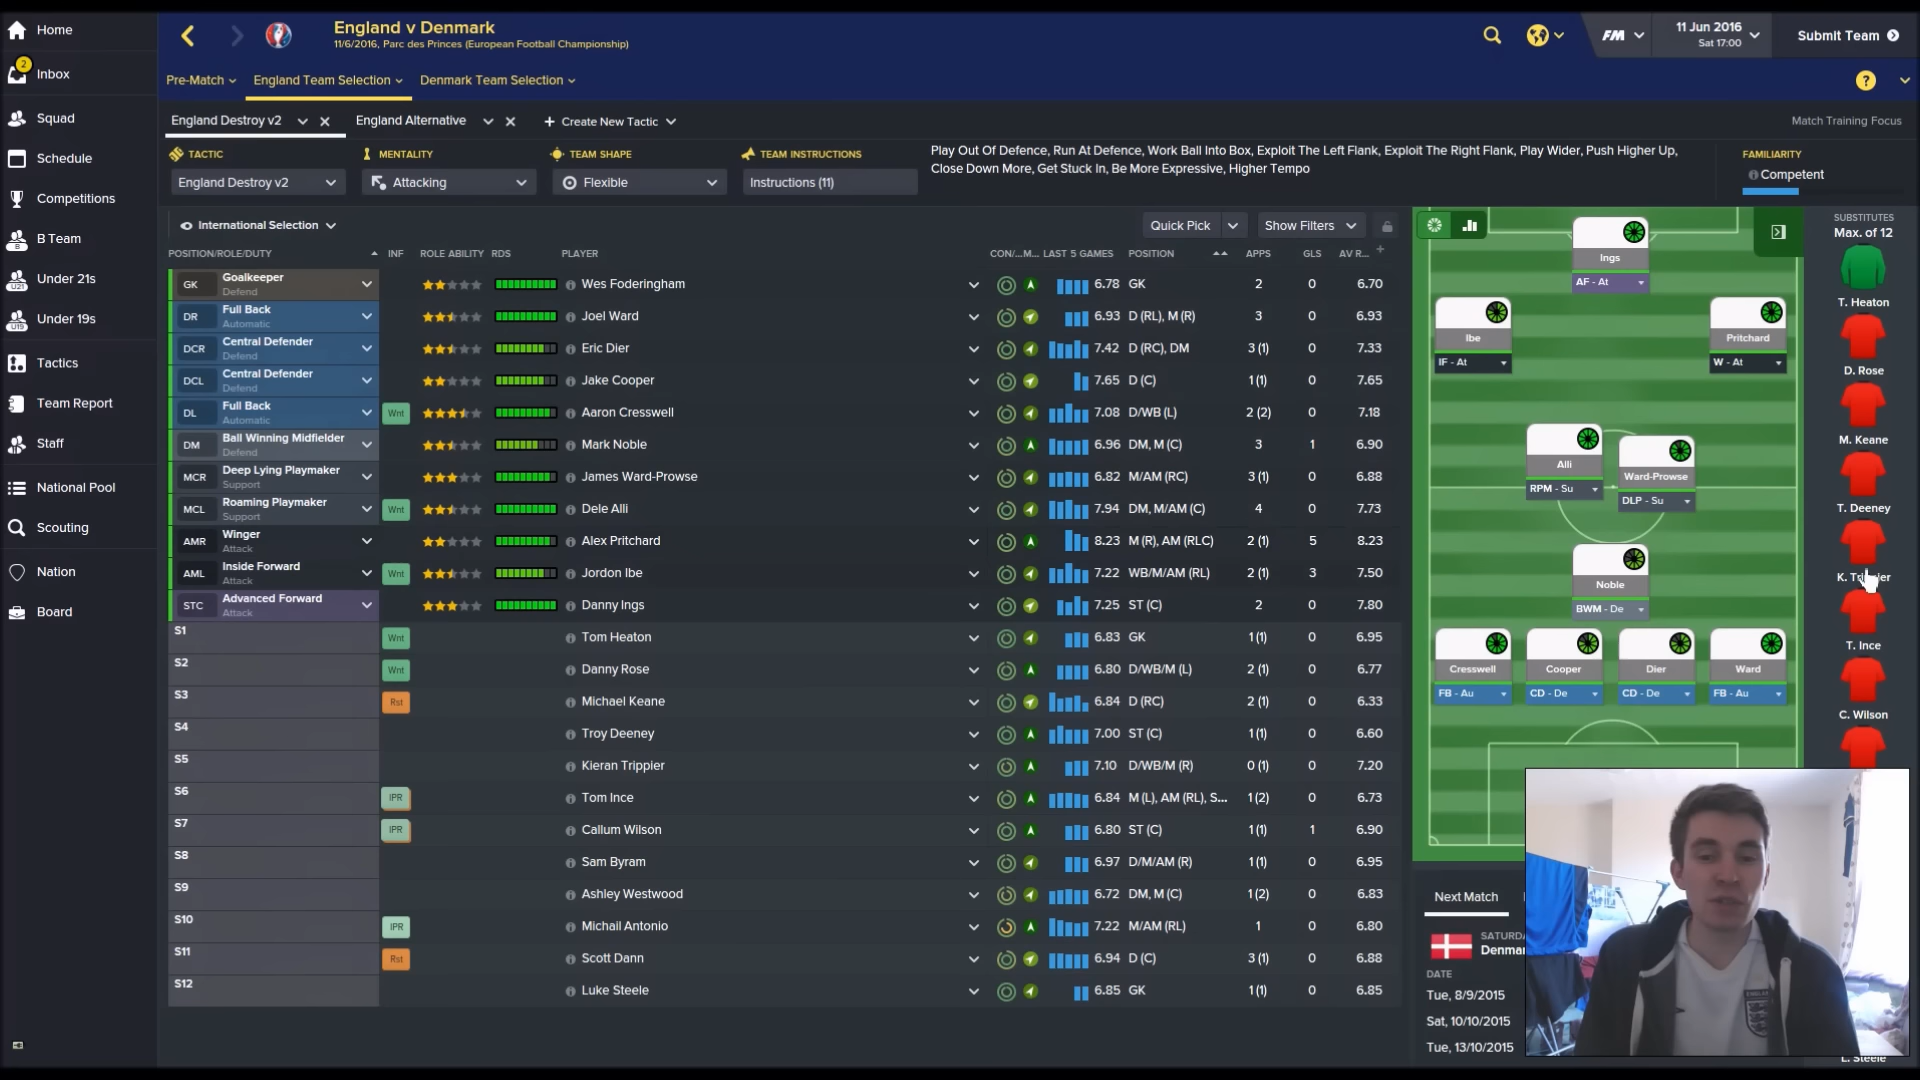 Home
2
Inbox
Squad
Schedule
Competitions
B Team
Under 21s
Under 19s
Tactics
Team Report
Staff
National Pool
Scouting
Nation
Board
England v Denmark
11/6/2016, Parc des Princes (European Football Championship)
FM
11 Jun 2016
Sat 17:00
Submit Team
Pre-Match
England Team Selection
Denmark Team Selection
?
England Destroy v2
England Alternative
Create New Tactic
Match Training Focus
TACTIC
MENTALITY
TEAM SHAPE
TEAM INSTRUCTIONS
England Destroy v2
Attacking
Flexible
Instructions (11)
Play Out Of Defence, Run At Defence, Work Ball Into Box, Exploit The Left Flank, Exploit The Right Flank, Play Wider, Push Higher Up,
Close Down More, Get Stuck In, Be More Expressive, Higher Tempo
FAMILIARITY
Competent
International Selection
Quick Pick
Show Filters
POSITION/ROLE/DUTY INF ROLE ABILITY RDS PLAYER CON/... M... LAST 5 GAMES POSITION APPS GLS AV R...
GK Goalkeeper Defend Wes Foderingham 6.78 GK 2 0 6.70
DR Full Back Automatic Joel Ward 6.93 D (RL), M (R) 3 0 6.93
DCR Central Defender Defend Eric Dier 7.42 D (RC), DM 3 (1) 0 7.33
DCL Central Defender Defend Jake Cooper 7.65 D (C) 1 (1) 0 7.65
DL Full Back Automatic Wnt Aaron Cresswell 7.08 D/WB (L) 2 (2) 0 7.18
DM Ball Winning Midfielder Defend Mark Noble 6.96 DM, M (C) 3 1 6.90
MCR Deep Lying Playmaker Support James Ward-Prowse 6.82 M/AM (RC) 3 (1) 0 6.88
MCL Roaming Playmaker Support Wnt Dele Alli 7.94 DM, M/AM (C) 4 0 7.73
AMR Winger Attack Alex Pritchard 8.23 M (R), AM (RLC) 2 (1) 5 8.23
AML Inside Forward Attack Wnt Jordon Ibe 7.22 WB/M/AM (RL) 2 (1) 3 7.50
STC Advanced Forward Attack Danny Ings 7.25 ST (C) 2 0 7.80
S1 Wnt Tom Heaton 6.83 GK 1 (1) 0 6.95
S2 Wnt Danny Rose 6.80 D/WB/M (L) 2 (1) 0 6.77
S3 Rst Michael Keane 6.84 D (RC) 2 (1) 0 6.33
S4 Troy Deeney 7.00 ST (C) 1 (1) 0 6.60
S5 Kieran Trippier 7.10 D/WB/M (R) 0 (1) 0 7.20
S6 IPR Tom Ince 6.84 M (L), AM (RL), S... 1 (2) 0 6.73
S7 IPR Callum Wilson 6.80 ST (C) 1 (1) 1 6.90
S8 Sam Byram 6.97 D/M/AM (R) 1 (1) 0 6.95
S9 Ashley Westwood 6.72 DM, M (C) 1 (2) 0 6.83
S10 IPR Michail Antonio 7.22 M/AM (RL) 1 0 6.80
S11 Rst Scott Dann 6.94 D (C) 3 (1) 0 6.88
S12 Luke Steele 6.85 GK 1 (1) 0 6.85
Ings
AF - At
Ibe
IF - At
Pritchard
W - At
Alli
RPM - Su
Ward-Prowse
DLP - Su
Noble
BWM - De
Cresswell Cooper Dier Ward
FB - Au CD - De CD - De FB - Au
SUBSTITUTES
Max. of 12
T. Heaton
D. Rose
M. Keane
T. Deeney
K. Tri
T. Ince
C. Wilson
L. Steele
Next Match
SATURDA
Denmar
DATE
Tue, 8/9/2015
Sat, 10/10/2015
Tue, 13/10/2015